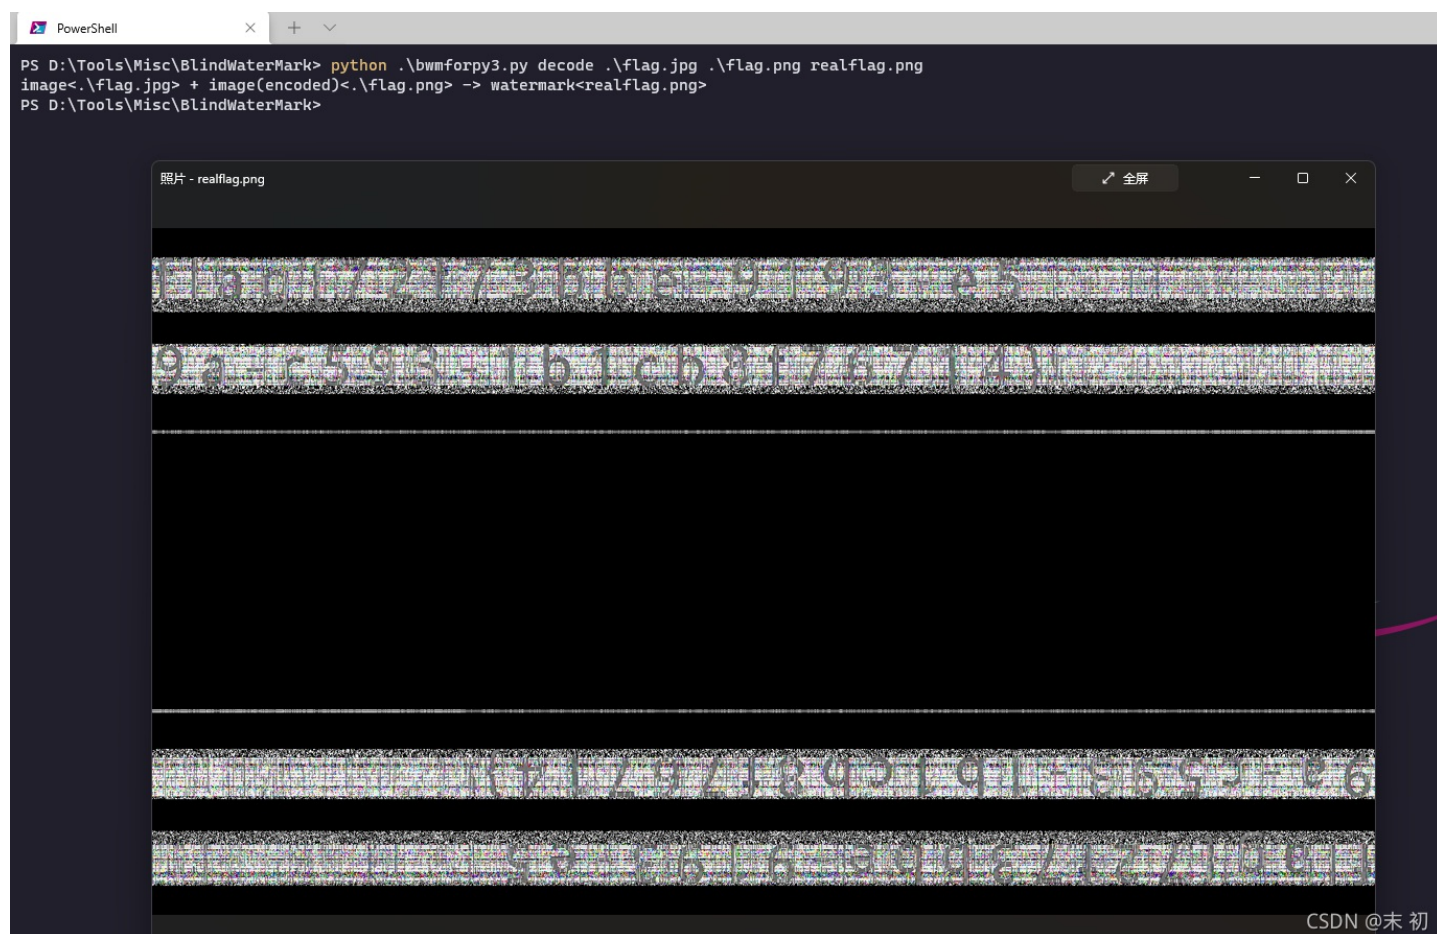 PowerShell
PS D:\Tools\Misc\BlindWaterMark> python .\bwmforpy3.py decode .\flag.jpg .\flag.png realflag.png
image<.\flag.jpg> + image(encoded)<.\flag.png> -> watermark<realflag.png>
PS D:\Tools\Misc\BlindWaterMark>
照片 - realflag.png
全屏
CSDN @末 初